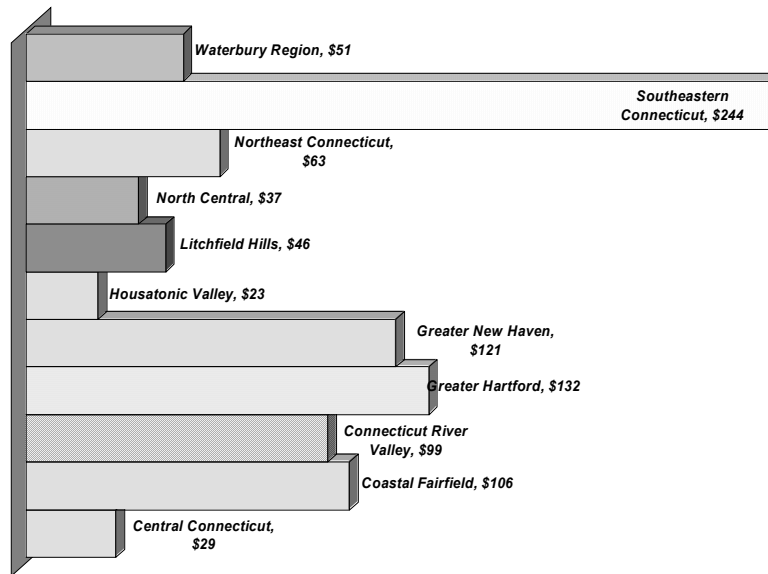 Waterbury Region, $51
Southeastern
Connecticut, $244
Northeast Connecticut,
$63
North Central, $37
Litchfield Hills, $46
Housatonic Valley, $23
Greater New Haven,
$121
Greater Hartford, $132
Connecticut River
Valley, $99
Coastal Fairfield, $106
Central Connecticut,
$29